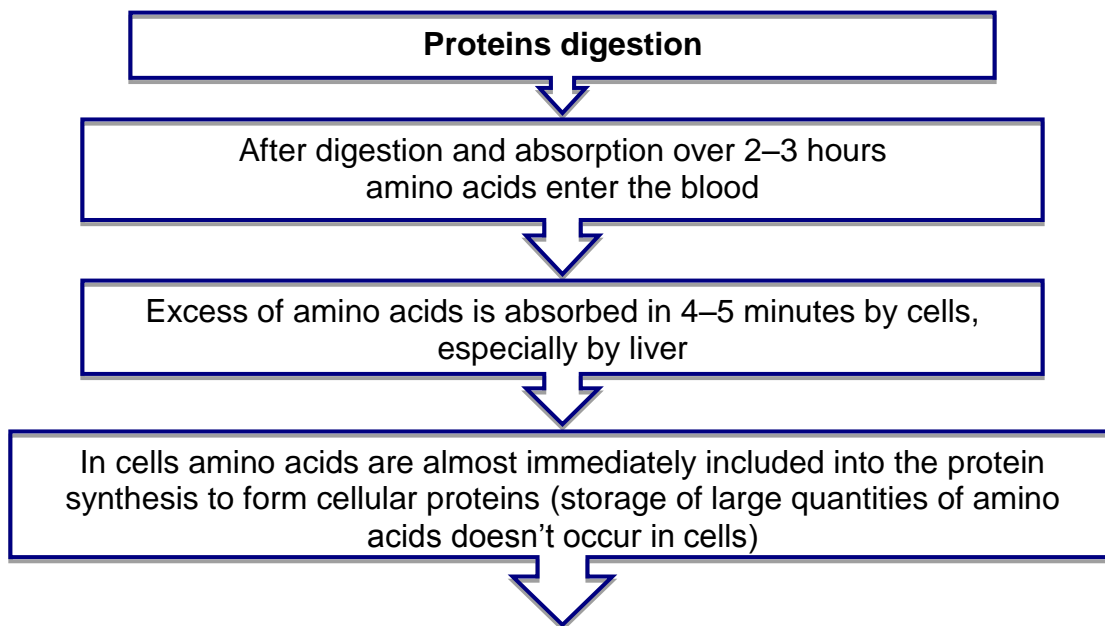 Proteins digestion
After digestion and absorption over 2–3 hours
amino acids enter the blood
Excess of amino acids is absorbed in 4–5 minutes by cells,
especially by liver
In cells amino acids are almost immediately included into the protein
synthesis to form cellular proteins (storage of large quantities of amino
acids doesn't occur in cells)